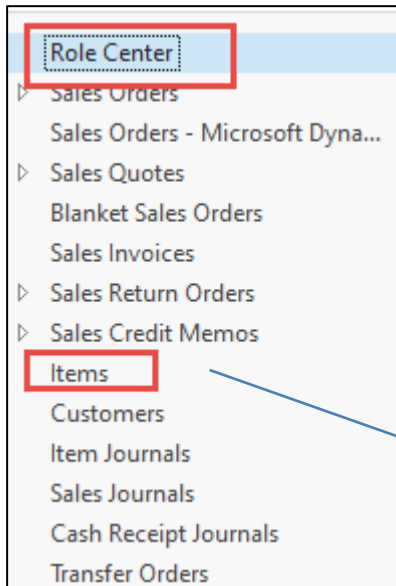 Role Center
Sales Orders
Sales Orders - Microsoft Dyna...
Sales Quotes
Blanket Sales Orders
Sales Invoices
Sales Return Orders
Sales Credit Memos
Items
Customers
Item Journals
Sales Journals
Cash Receipt Journals
Transfer Orders